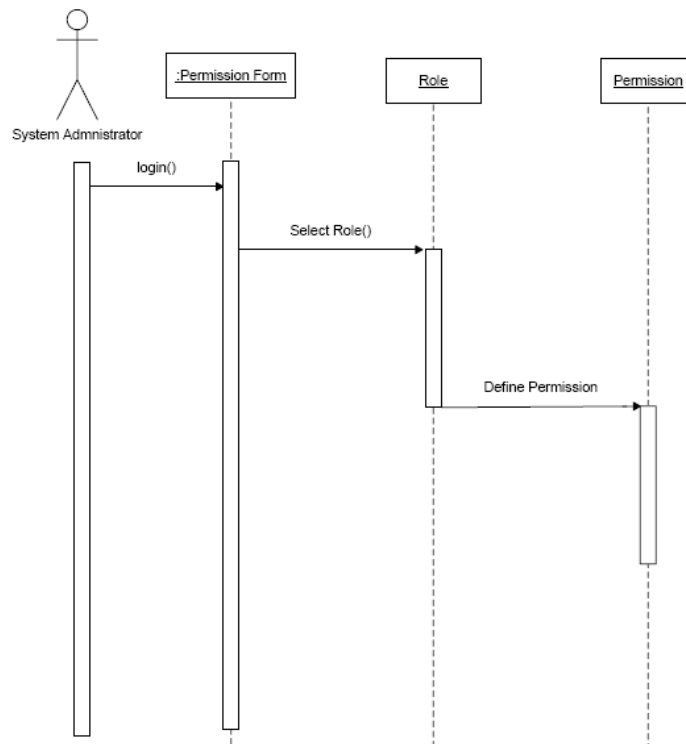 :Permission Form
Role
Permission
System Admnistrator
login()
Select Role()
Define Permission